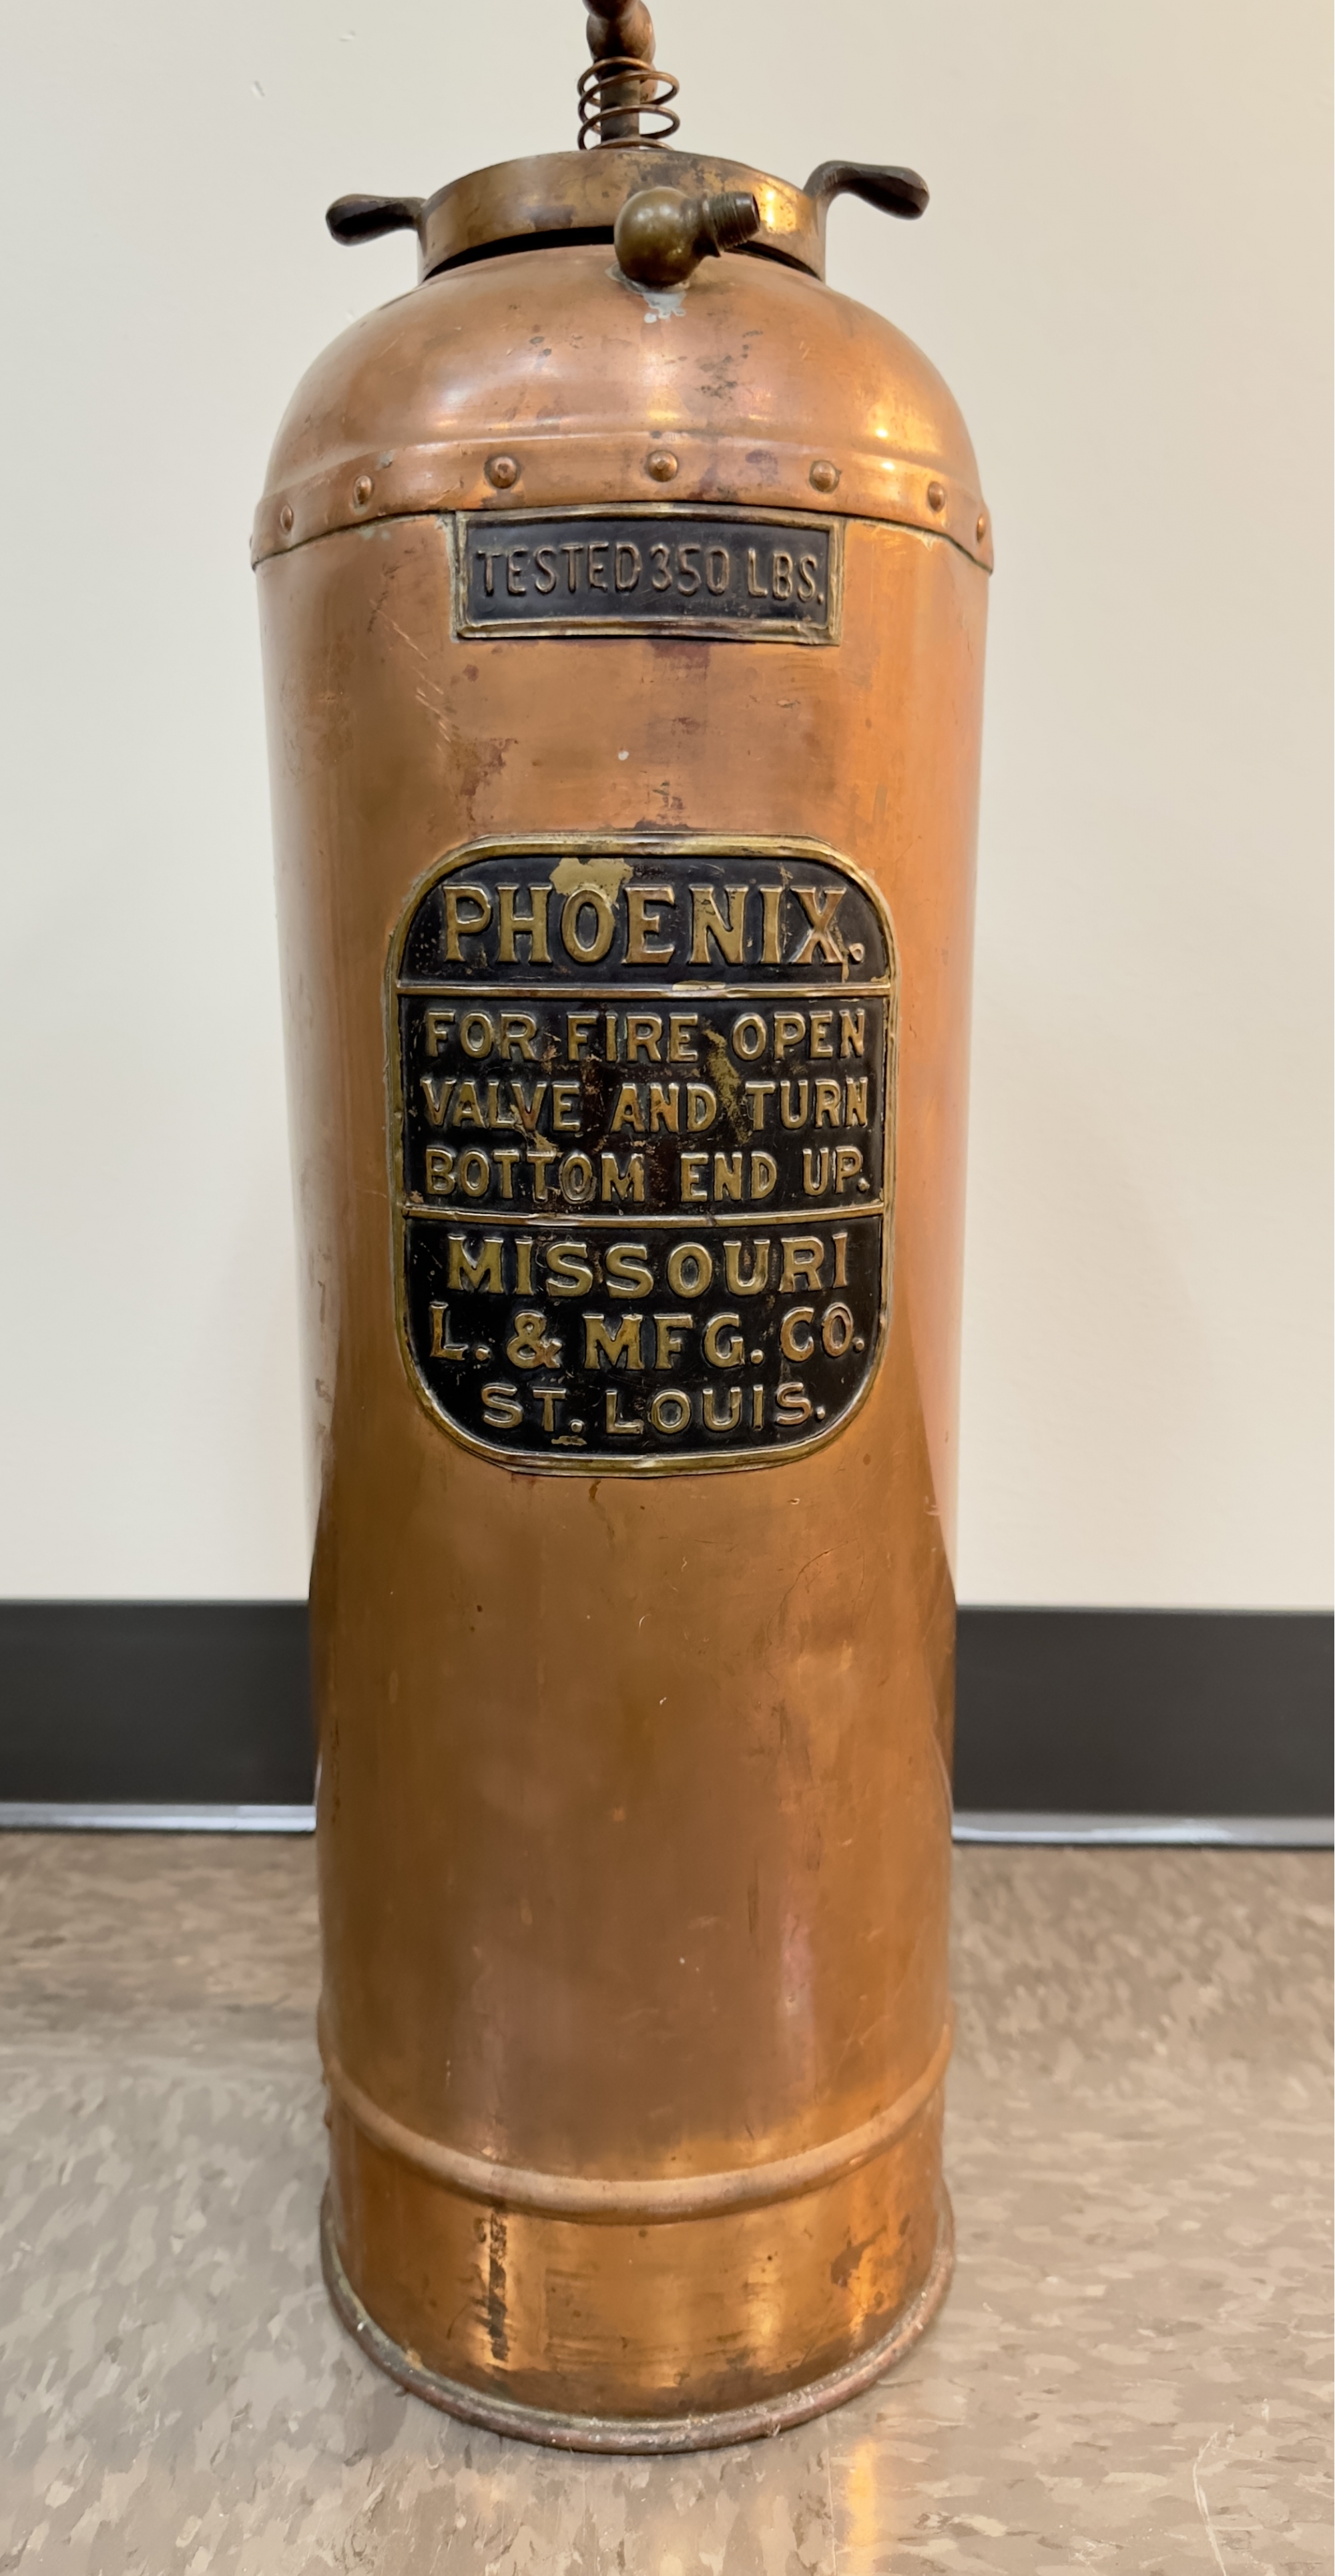 TESTED 350 LBS.
PHOENIX.
FOR FIRE OPEN
VALVE AND TURN
BOTTOM END UP.
MISSOURI
L. & MFG. CO.
ST. LOUIS.